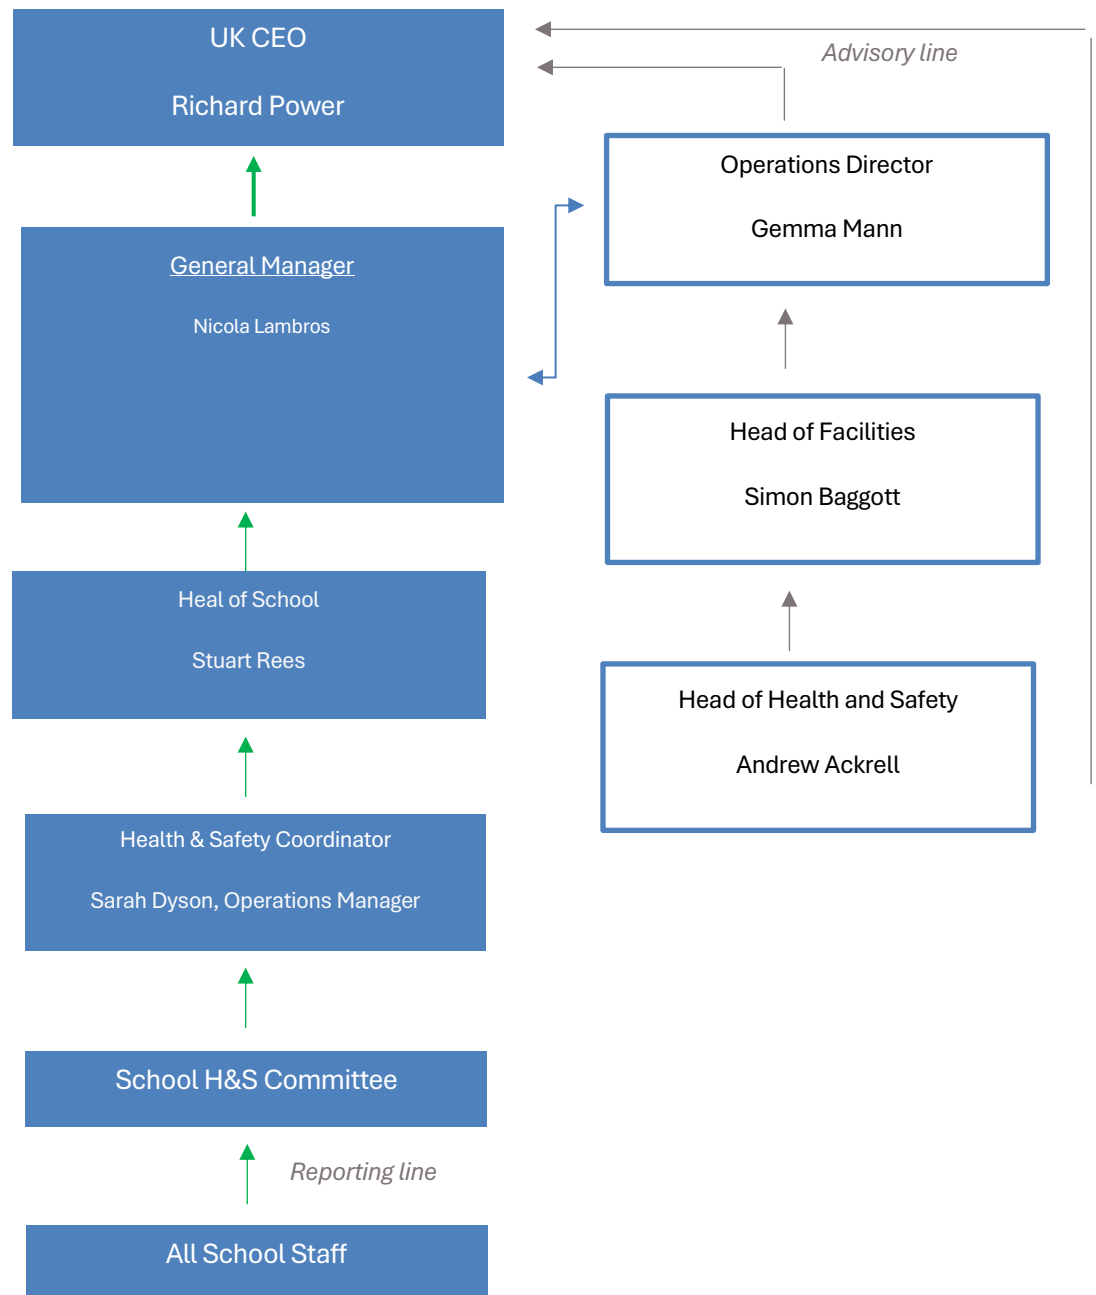 UK CEO
Richard Power
Advisory line
Operations Director
Gemma Mann
General Manager
Nicola Lambros
Head of Facilities
Simon Baggott
Heal of School
Stuart Rees
Head of Health and Safety
Andrew Ackrell
Health & Safety Coordinator
Sarah Dyson, Operations Manager
School H&S Committee
Reporting line
All School Staff